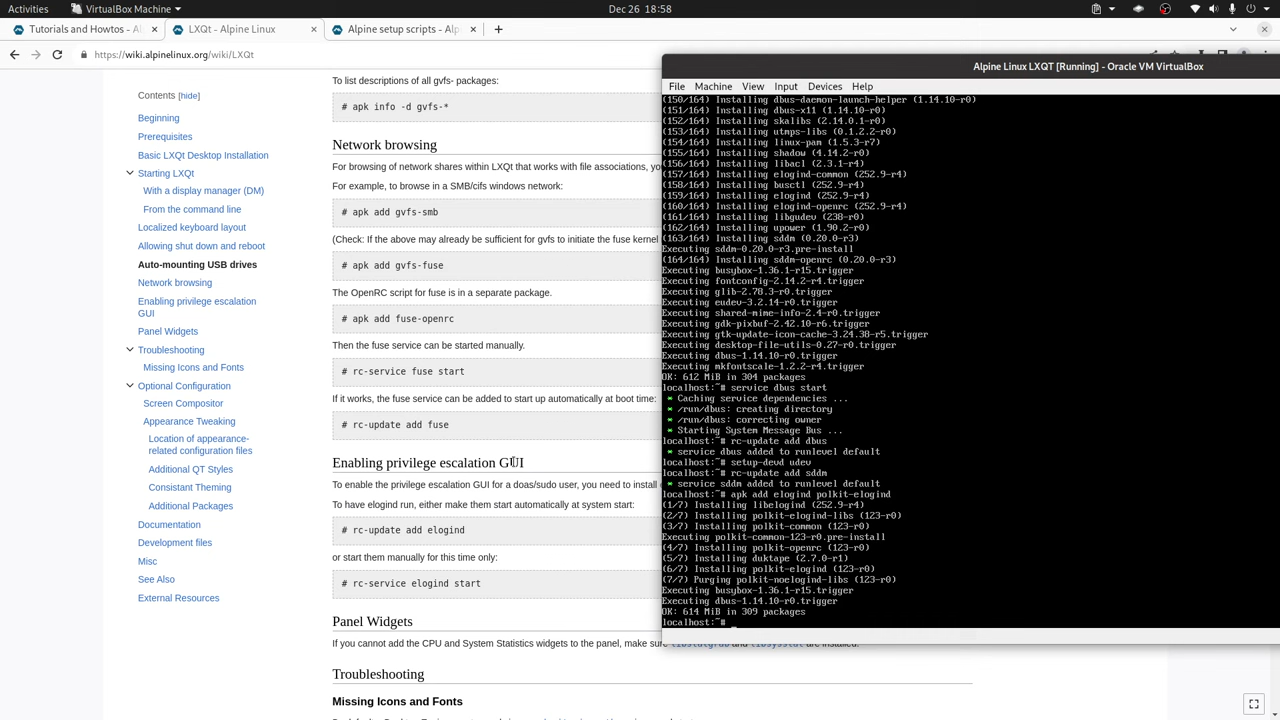 Activities
VirtualBox Machine
Dec 26 18:58
Tutorials and Howtos - Al
LXQt - Alpine Linux
Alpine setup scripts - Alp
https://wiki.alpinelinux.org/wiki/LXQt
Contents [hide]
Beginning
Prerequisites
Basic LXQt Desktop Installation
Starting LXQt
With a display manager (DM)
From the command line
Localized keyboard layout
Allowing shut down and reboot
Auto-mounting USB drives
Network browsing
Enabling privilege escalation
GUI
Panel Widgets
Troubleshooting
Missing Icons and Fonts
Optional Configuration
Screen Compositor
Appearance Tweaking
Location of appearance-
related configuration files
Additional QT Styles
Consistant Theming
Additional Packages
Documentation
Development files
Misc
See Also
External Resources
To list descriptions of all gvfs- packages:
# apk info -d gvfs-*
Network browsing
For browsing of network shares within LXQt that works with file associations, yo
For example, to browse in a SMB/cifs windows network:
# apk add gvfs-smb
(Check: If the above may already be sufficient for gvfs to initiate the fuse kernel
# apk add gvfs-fuse
The OpenRC script for fuse is in a separate package.
# apk add fuse-openrc
Then the fuse service can be started manually.
# rc-service fuse start
If it works, the fuse service can be added to start up automatically at boot time:
# rc-update add fuse
Enabling privilege escalation GUI
To enable the privilege escalation GUI for a doas/sudo user, you need to install
To have elogind run, either make them start automatically at system start:
# rc-update add elogind
or start them manually for this time only:
# rc-service elogind start
Panel Widgets
If you cannot add the CPU and System Statistics widgets to the panel, make sure libstatgrab and libsysstat are installed.
Troubleshooting
Missing Icons and Fonts
Alpine Linux LXQT [Running] - Oracle VM VirtualBox
File Machine View Input Devices Help
(150/164) Installing dbus-daemon-launch-helper (1.14.10-r0)
(151/164) Installing dbus-x11 (1.14.10-r0)
(152/164) Installing skalibs (2.14.0.1-r0)
(153/164) Installing utmps-libs (0.1.2.2-r0)
(154/164) Installing linux-pam (1.5.3-r7)
(155/164) Installing shadow (4.14.2-r0)
(156/164) Installing libacl (2.3.1-r4)
(157/164) Installing elogind-common (252.9-r4)
(158/164) Installing busctl (252.9-r4)
(159/164) Installing elogind (252.9-r4)
(160/164) Installing elogind-openrc (252.9-r4)
(161/164) Installing libgudev (238-r0)
(162/164) Installing upower (1.90.2-r0)
(163/164) Installing sddm (0.20.0-r3)
Executing sddm-0.20.0-r3.pre-install
(164/164) Installing sddm-openrc (0.20.0-r3)
Executing busybox-1.36.1-r15.trigger
Executing fontconfig-2.14.2-r4.trigger
Executing glib-2.78.3-r0.trigger
Executing eudev-3.2.14-r0.trigger
Executing shared-mime-info-2.4-r0.trigger
Executing gdk-pixbuf-2.42.10-r6.trigger
Executing gtk-update-icon-cache-3.24.38-r5.trigger
Executing desktop-file-utils-0.27-r0.trigger
Executing dbus-1.14.10-r0.trigger
Executing mkfontscale-1.2.2-r4.trigger
OK: 612 MiB in 304 packages
localhost:~# service dbus start
* Caching service dependencies ...
* /run/dbus: creating directory
* /run/dbus: correcting owner
* Starting System Message Bus ...
localhost:~# rc-update add dbus
* service dbus added to runlevel default
localhost:~# setup-devd udev
localhost:~# rc-update add sddm
* service sddm added to runlevel default
localhost:~# apk add elogind polkit-elogind
(1/7) Installing libelogind (252.9-r4)
(2/7) Installing polkit-elogind-libs (123-r0)
(3/7) Installing polkit-common (123-r0)
Executing polkit-common-123-r0.pre-install
(4/7) Installing polkit-openrc (123-r0)
(5/7) Installing duktape (2.7.0-r1)
(6/7) Installing polkit-elogind (123-r0)
(7/7) Purging polkit-noelogind-libs (123-r0)
Executing busybox-1.36.1-r15.trigger
Executing dbus-1.14.10-r0.trigger
OK: 614 MiB in 309 packages
localhost:~# _